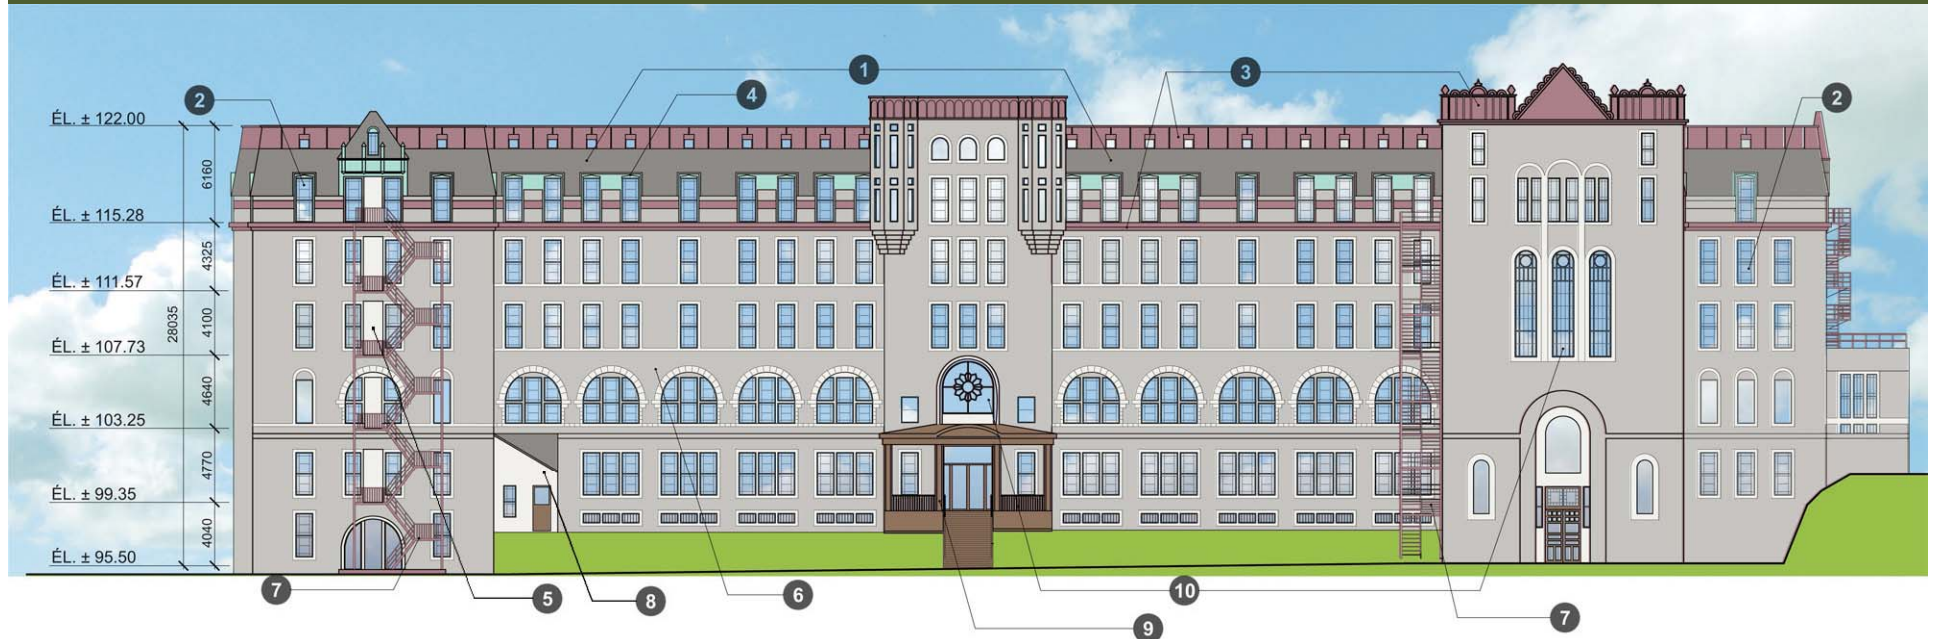 1
3
2
4
2
ÉL. ± 122.00
6160
ÉL. ± 115.28
4325
ÉL. ± 111.57
28035
4100
ÉL. ± 107.73
4640
ÉL. ± 103.25
4770
ÉL. ± 99.35
4040
ÉL. ± 95.50
7
5
8
6
10
9
7